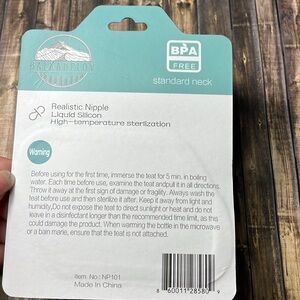 BPA
FREE
standard neck
Realistic Nipple
Liquid Silicon
High-temperature sterilization
Warning
Before using for the first time, immerse the teat for 5 min. in boiling
water. Each time before use, examine the teat and pull it in all directions.
Throw it away at the first sign of damage or fragility. Always wash the
teat before use and then sterilize it after. Keep it away from light and
humidity. Do not expose the teat to direct sunlight or heat and do not
leave in a disinfectant longer than the recommended time limit, as this
could damage the product. When warming the bottle in the microwave
or a bain marie, ensure that the teat is not attached.
Item No.: NP101
Made In China
8 60011 28580 9